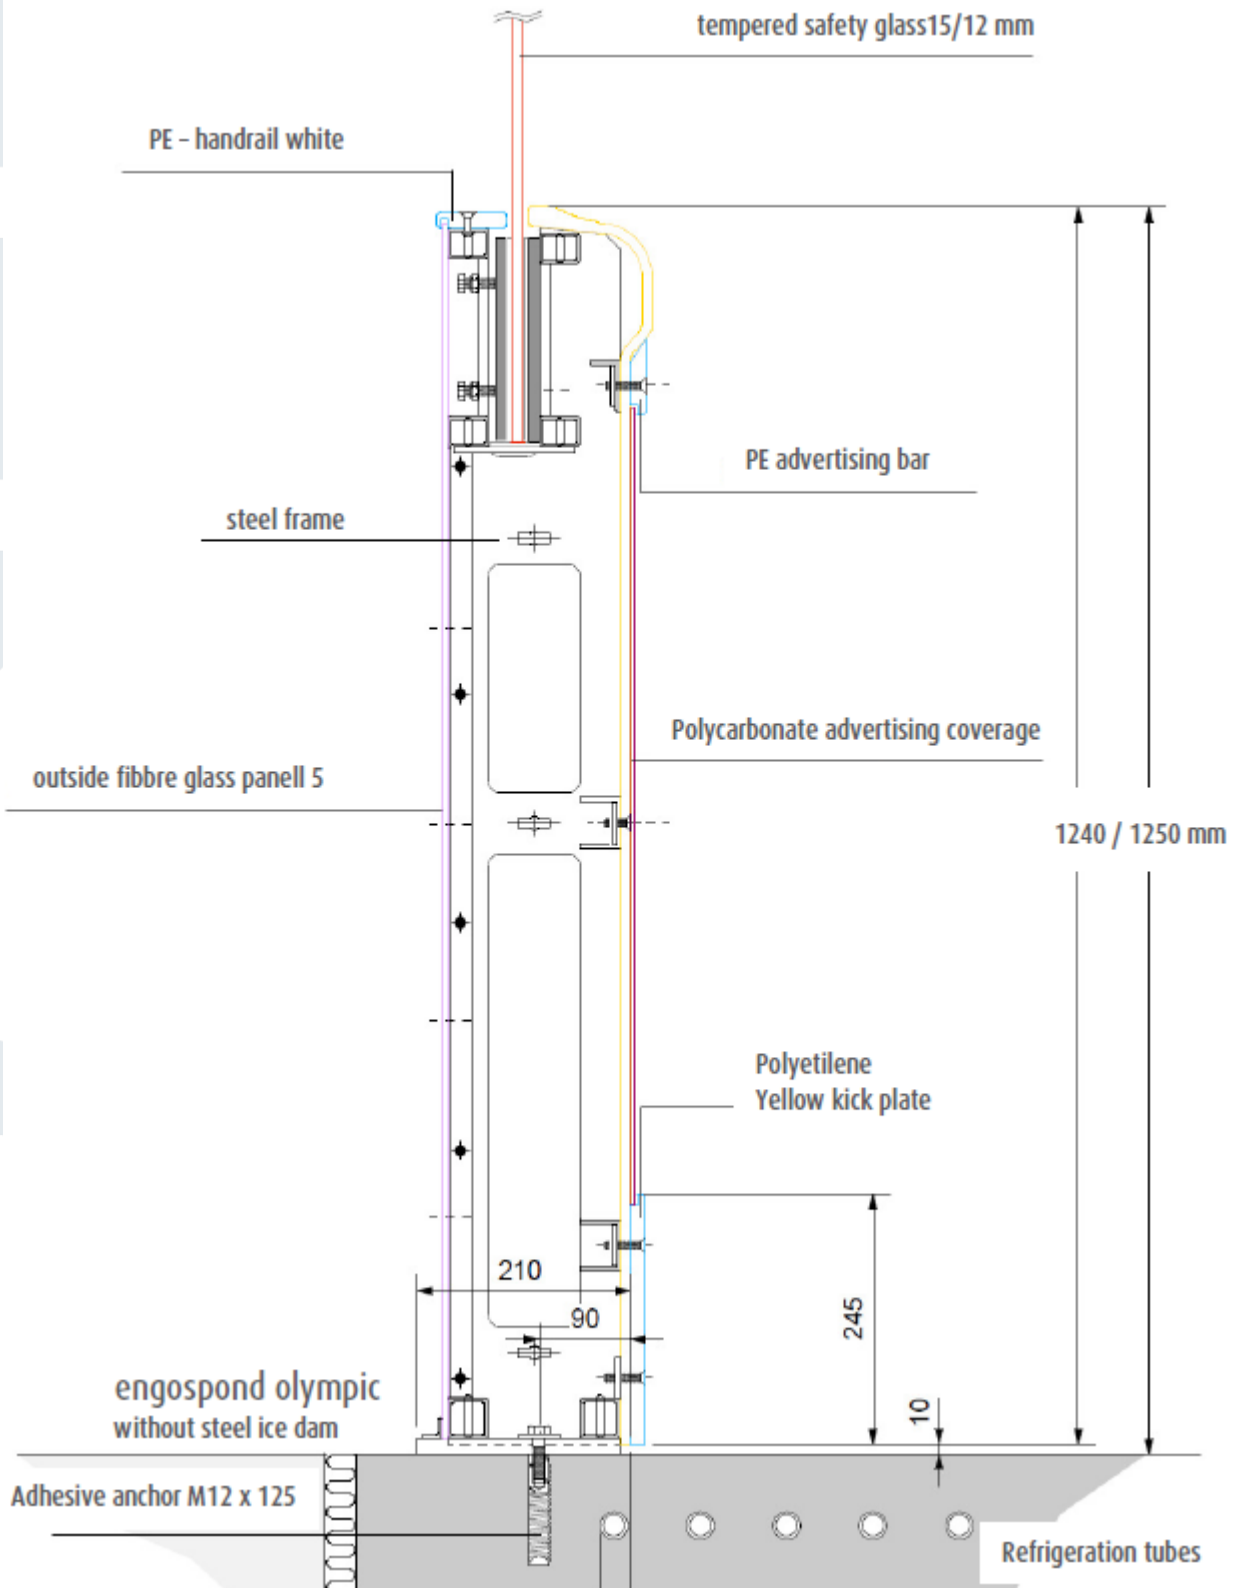 tempered safety glass15/12 mm
PE - handrail white
PE advertising bar
steel frame
Polycarbonate advertising coverage
outside fibbre glass panell 5
1240 / 1250 mm
Polyetilene
Yellow kick plate
210
90
245
10
engospond olympic
without steel ice dam
Adhesive anchor M12 x 125
Refrigeration tubes